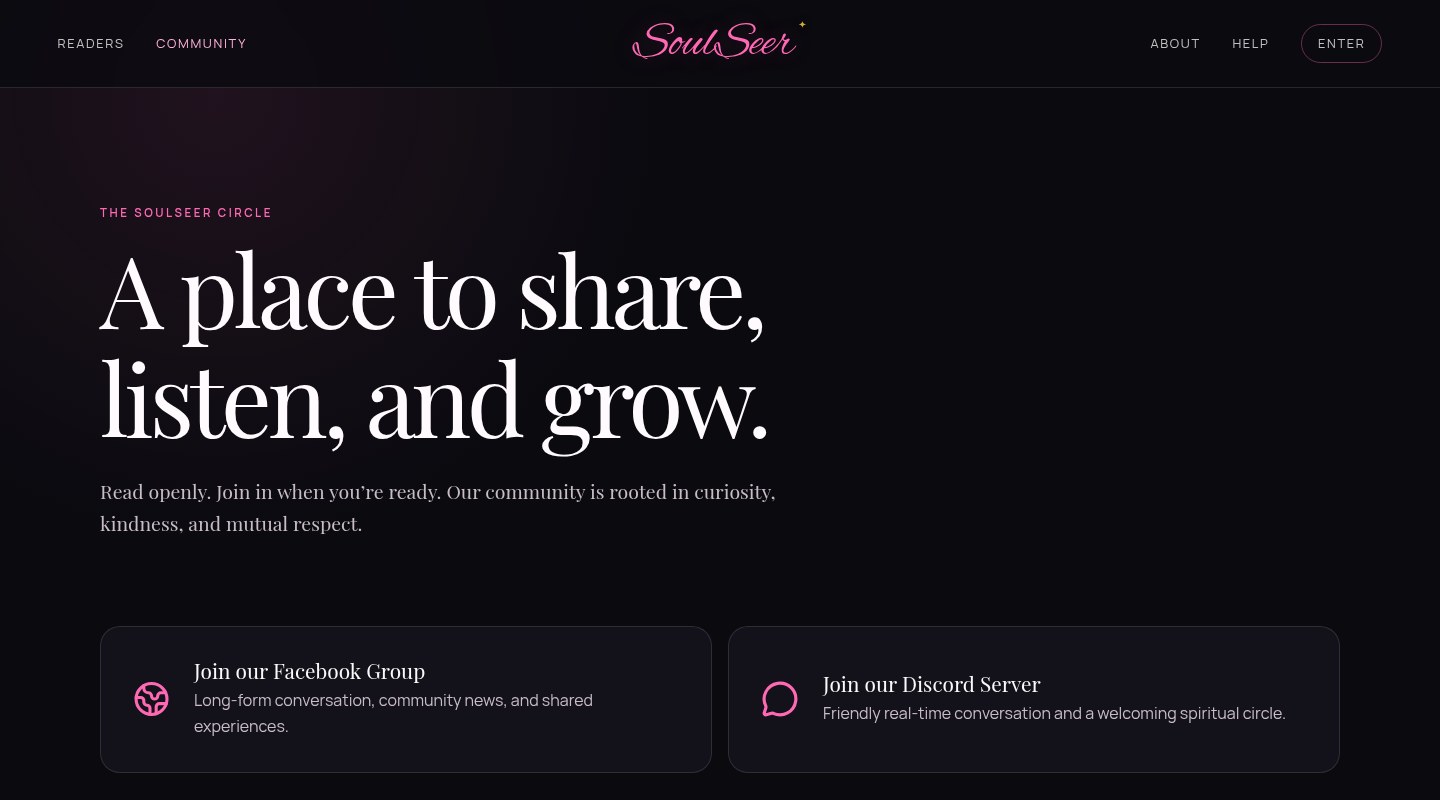 READERS
COMMUNITY
SoulSeer
ABOUT
HELP
ENTER
THE SOULSEER CIRCLE
A place to share,
listen, and grow.
Read openly. Join in when you’re ready. Our community is rooted in curiosity,
kindness, and mutual respect.
Join our Facebook Group
Long-form conversation, community news, and shared
experiences.
Join our Discord Server
Friendly real-time conversation and a welcoming spiritual circle.